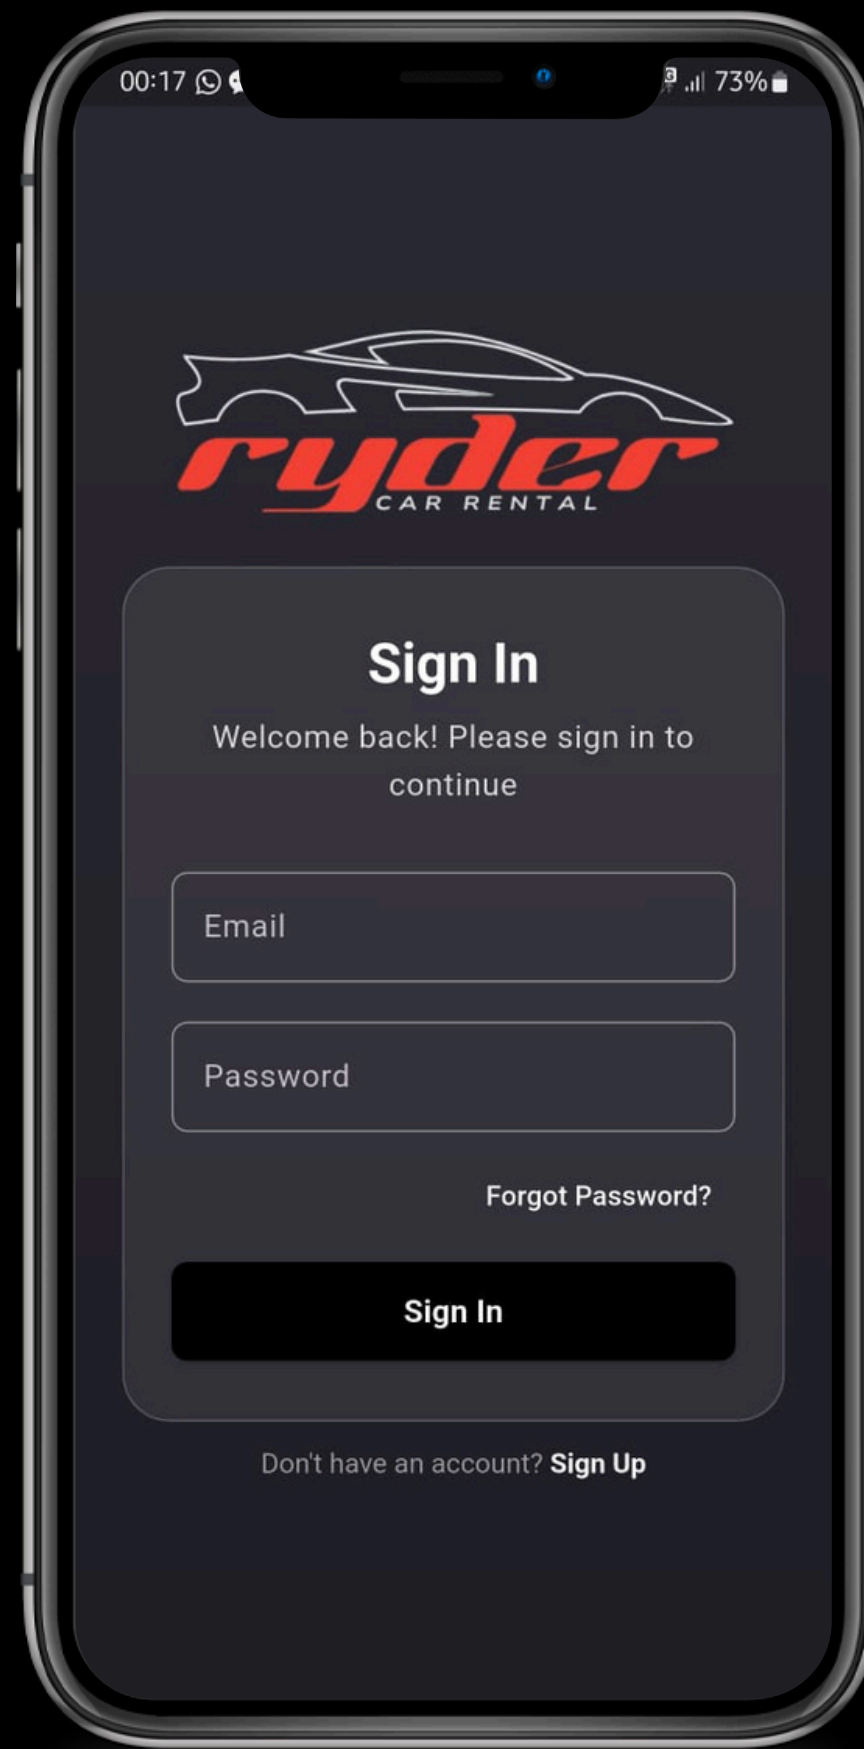 00:17
73%
ryder
CAR RENTAL
Sign In
Welcome back! Please sign in to
continue
Email
Password
Forgot Password?
Sign In
Don't have an account? Sign Up